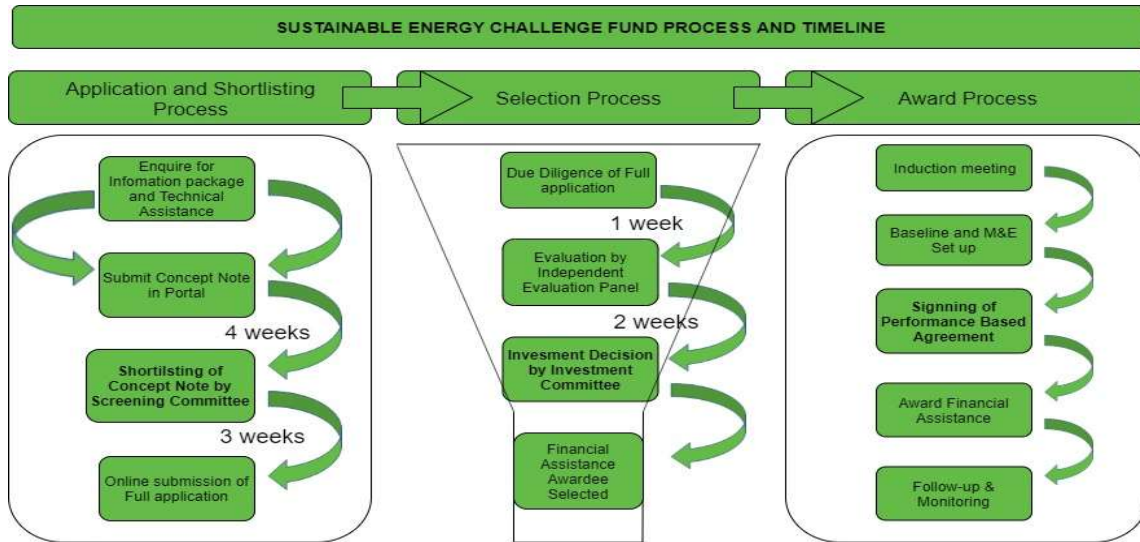 SUSTAINABLE ENERGY CHALLENGE FUND PROCESS AND TIMELINE
Application and Shortlisting
Process
Selection Process
Award Process
Enquire for
Infomation package
and Technical
Assistance
Submit Concept Note
in Portal
4 weeks
Shortilsting of
Concept Note by
Screening Committee
3 weeks
Online submission of
Full application
Due Diligence of Full
application
1 week
Evaluation by
Independent
Evaluation Panel
2 weeks
Invesment Decision
by Investment
Committee
Financial
Assistance
Awardee
Selected
Induction meeting
Baseline and M&E
Set up
Signning of
Performance Based
Agreement
Award Financial
Assistance
Follow-up &
Monitoring